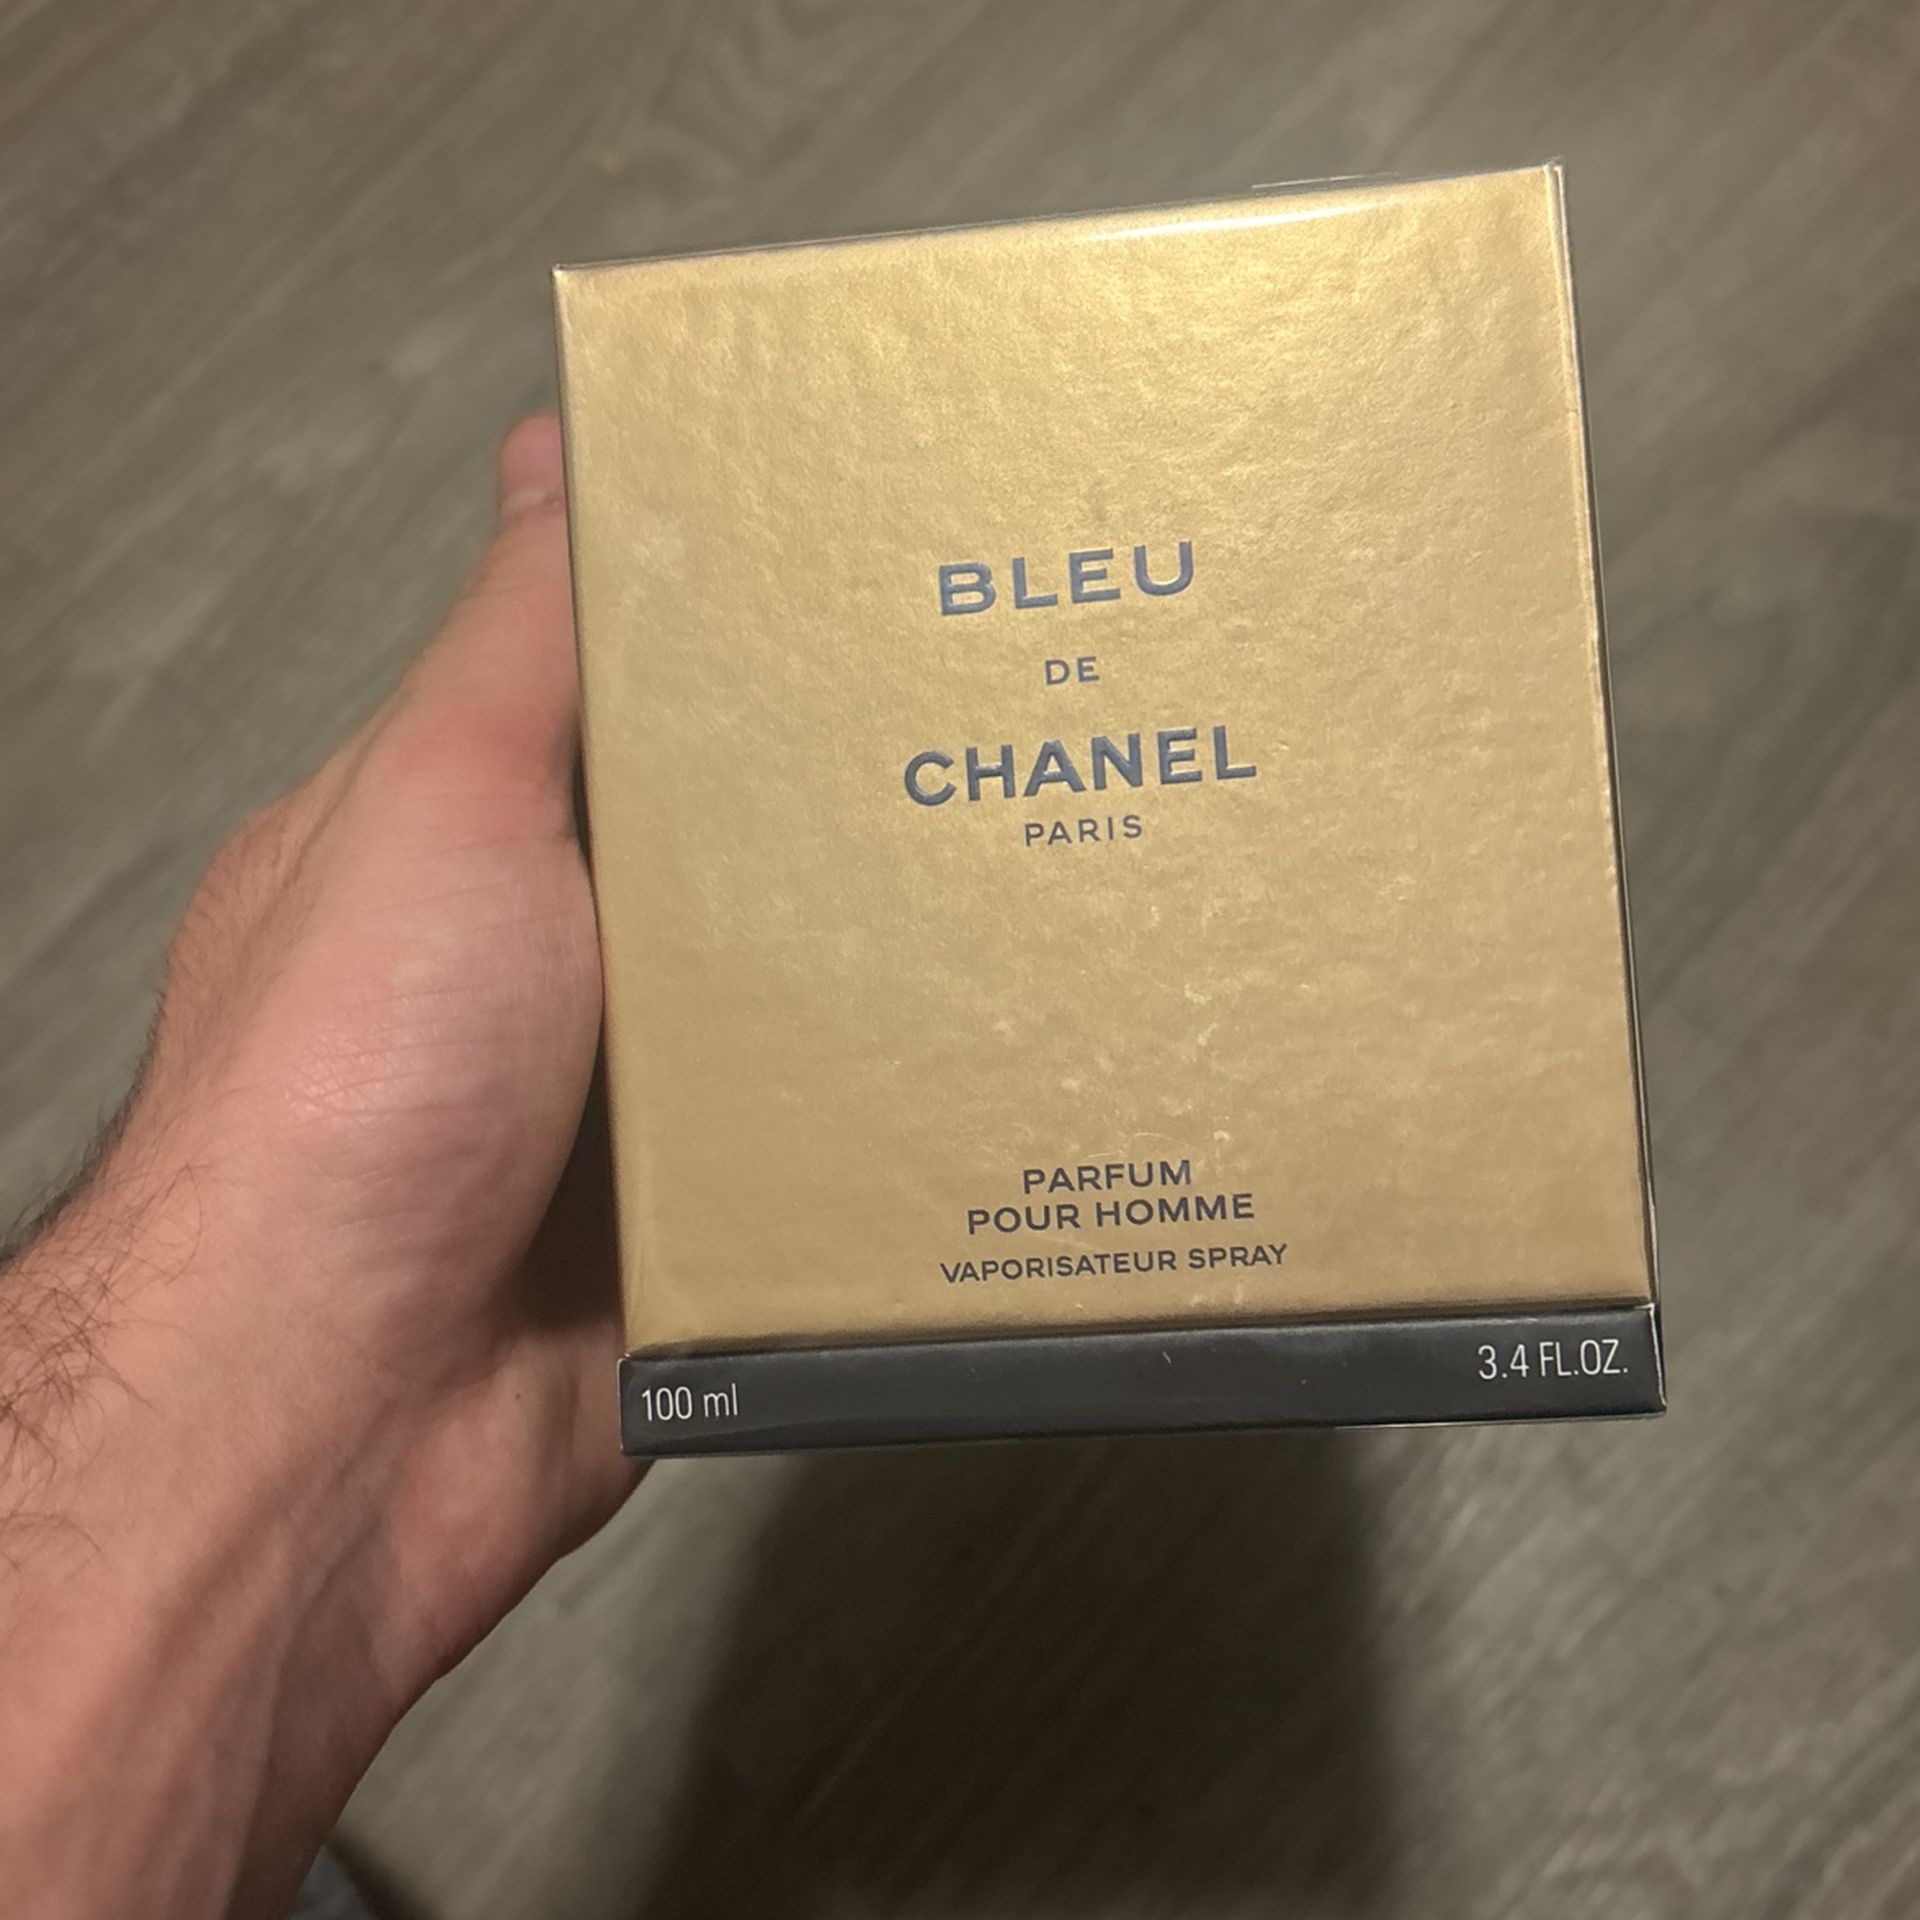 BLEU
DE
CHANEL
PARIS
PARFUM
POUR HOMME
VAPORISATEUR SPRAY
100 ml 3.4 FL.OZ.